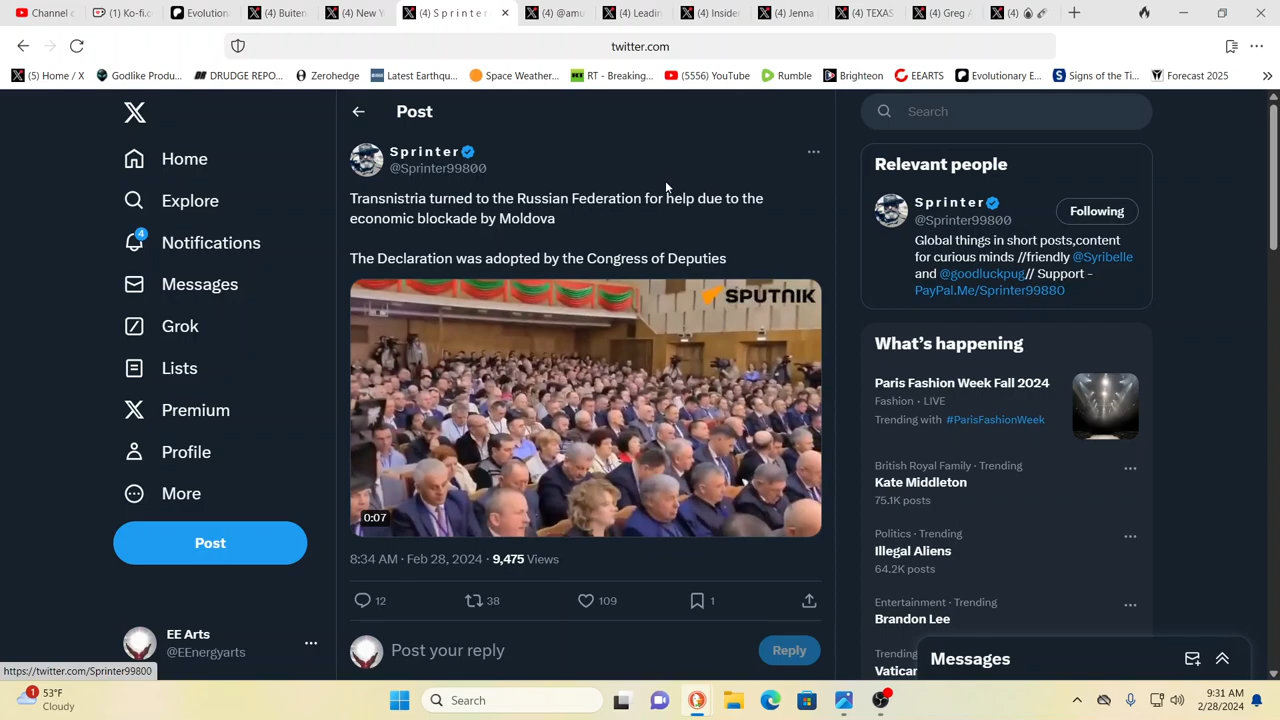 Channel c
Ko-fi.c
Evolution
(4) Buiten
(4) New Y
(4) S p r i n t e r
(4) @amu
(4) Leadin
(4) Insider
(4) Jenna
(4) TEXAS
(4) Greg A
(4)
twitter.com
(5) Home / X
Godlike Produ...
DRUDGE REPO...
Zerohedge
Latest Earthqu...
Space Weather...
RT - Breaking...
(5556) YouTube
Rumble
Brighteon
EEARTS
Evolutionary E...
Signs of the Ti...
Forecast 2025
Post
Search
S p r i n t e r
@Sprinter99800
Relevant people
Home
Explore
4
Notifications
Messages
Grok
Lists
Premium
Profile
More
Post
Transnistria turned to the Russian Federation for help due to the
economic blockade by Moldova
The Declaration was adopted by the Congress of Deputies
SPUTNIK
0:07
8:34 AM · Feb 28, 2024 · 9,475 Views
12
38
109
1
Post your reply
Reply
S p r i n t e r
@Sprinter99800
Following
Global things in short posts,content
for curious minds //friendly @Syribelle
and @goodluckpug// Support -
PayPal.Me/Sprinter99880
What's happening
Paris Fashion Week Fall 2024
Fashion · LIVE
Trending with #ParisFashionWeek
British Royal Family · Trending
Kate Middleton
75.1K posts
Politics · Trending
Illegal Aliens
64.2K posts
Entertainment · Trending
Brandon Lee
Trending
Vatican
Messages
EE Arts
@EEnergyarts
https://twitter.com/Sprinter99800
1
53°F
Cloudy
Search
9:31 AM
2/28/2024